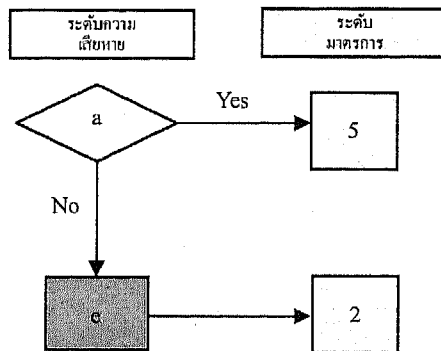 ระดับความ
เสียหาย
ระดับ
มาตรการ
a
Yes
5
No
e
2